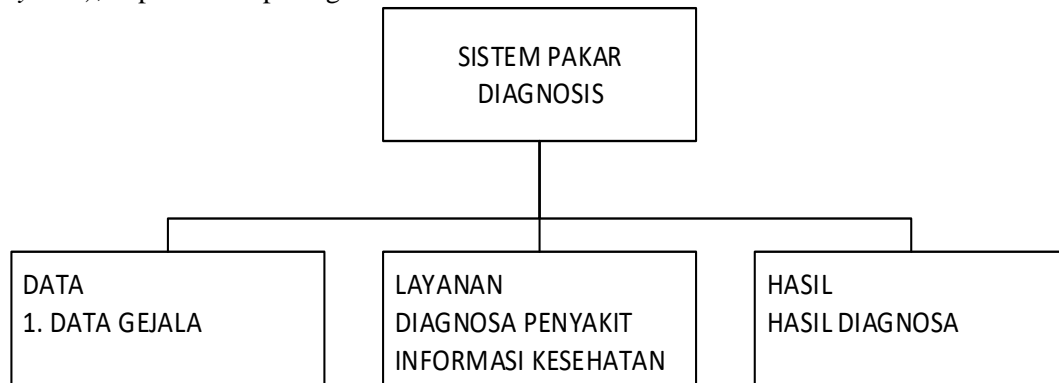 SISTEM PAKAR
DIAGNOSIS
DATA
1. DATA GEJALA
LAYANAN
DIAGNOSA PENYAKIT
INFORMASI KESEHATAN
HASIL
HASIL DIAGNOSA